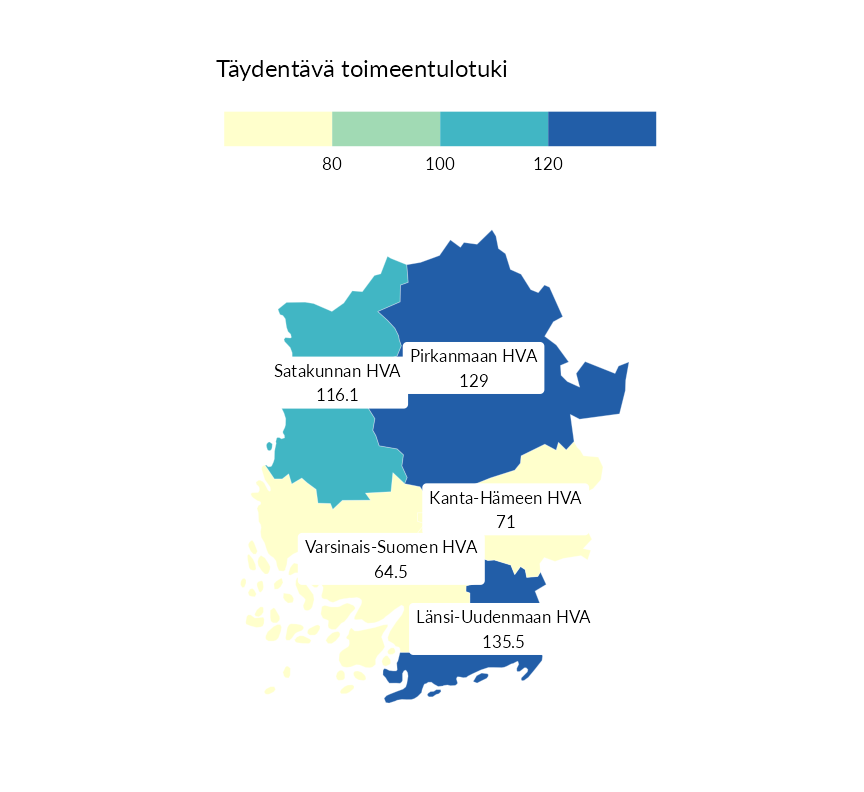 Täydentävä toimeentulotuki
80 100 120
Pirkanmaan HVA
129
Satakunnan HVA
116.1
Kanta-Hämeen HVA
71
Varsinais-Suomen HVA
64.5
Länsi-Uudenmaan HVA
135.5